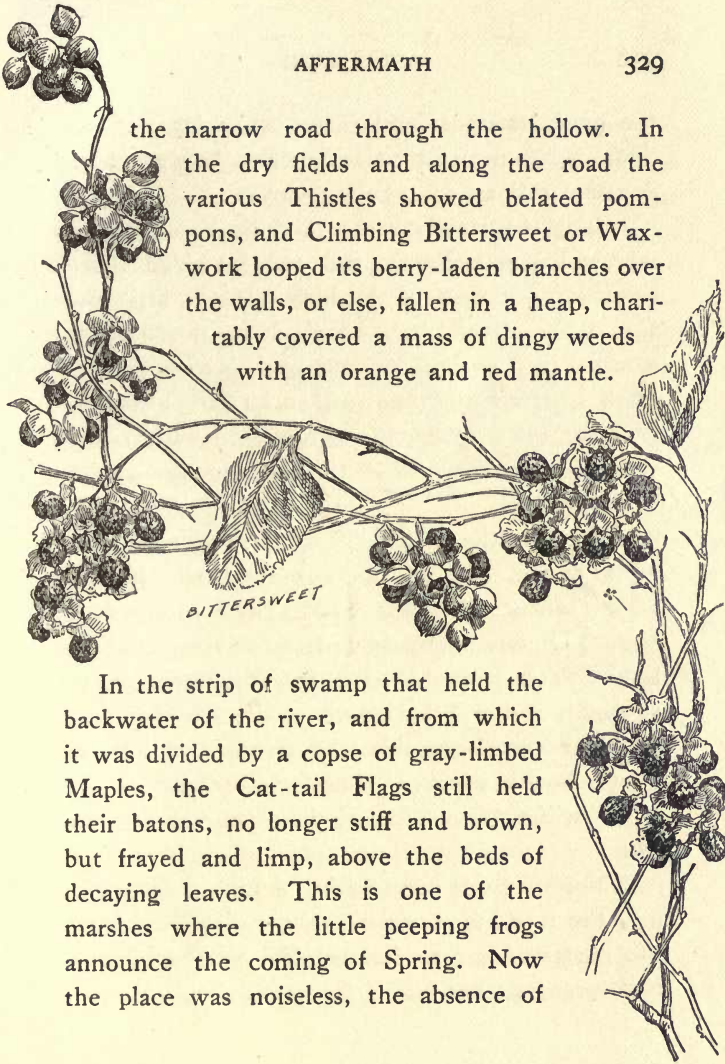 AFTERMATH 329
the narrow road through the hollow. In
the dry fields and along the road the
various Thistles showed belated pom-
pons, and Climbing Bittersweet or Wax-
work looped its berry-laden branches over
the walls, or else, fallen in a heap, chari-
tably covered a mass of dingy weeds
with an orange and red mantle.
BITTERSWEET
In the strip of swamp that held the
backwater of the river, and from which
it was divided by a copse of gray-limbed
Maples, the Cat-tail Flags still held
their batons, no longer stiff and brown,
but frayed and limp, above the beds of
decaying leaves. This is one of the
marshes where the little peeping frogs
announce the coming of Spring. Now
the place was noiseless, the absence of